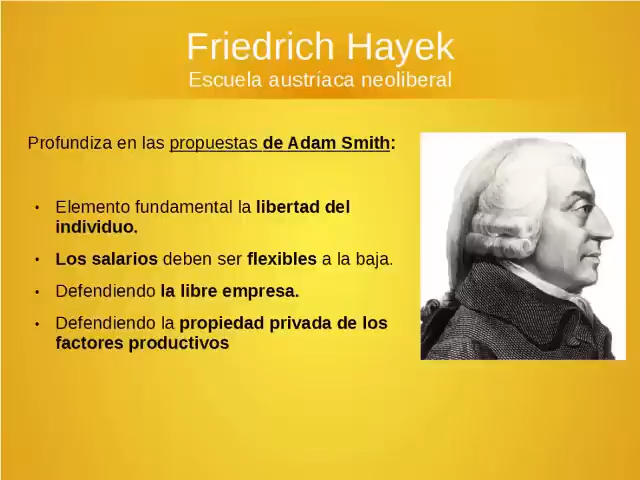 Friedrich Hayek
Escuela austríaca neoliberal
Profundiza en las propuestas de Adam Smith:
• Elemento fundamental la libertad del
individuo.
• Los salarios deben ser flexibles a la baja.
• Defendiendo la libre empresa.
• Defendiendo la propiedad privada de los
factores productivos